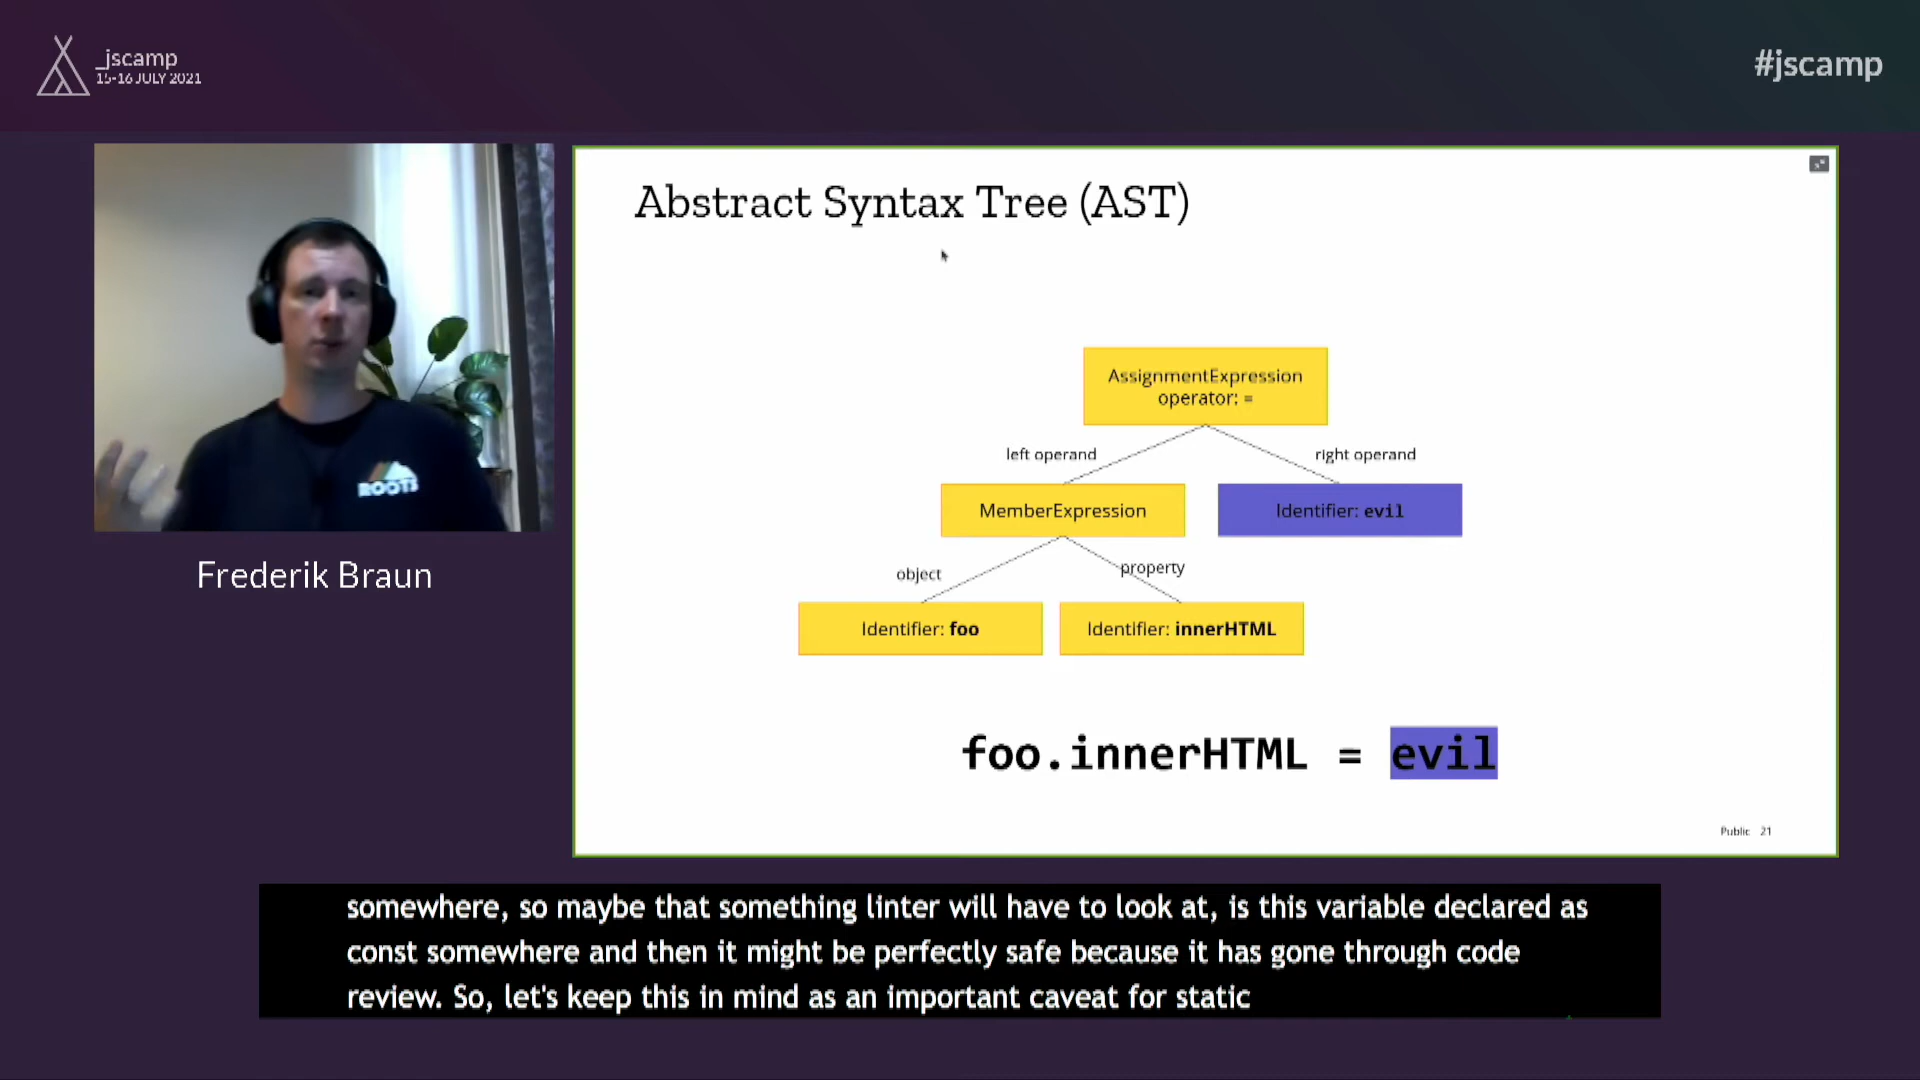 _jscamp
15-16 JULY 2021
#jscamp
Abstract Syntax Tree (AST)
AssignmentExpression
operator: =
left operand
right operand
MemberExpression
Identifier: evil
object
property
Identifier: foo
Identifier: innerHTML
foo.innerHTML = evil
Public 21
ROOTS
Frederik Braun
somewhere, so maybe that something linter will have to look at, is this variable declared as
const somewhere and then it might be perfectly safe because it has gone through code
review. So, let's keep this in mind as an important caveat for static